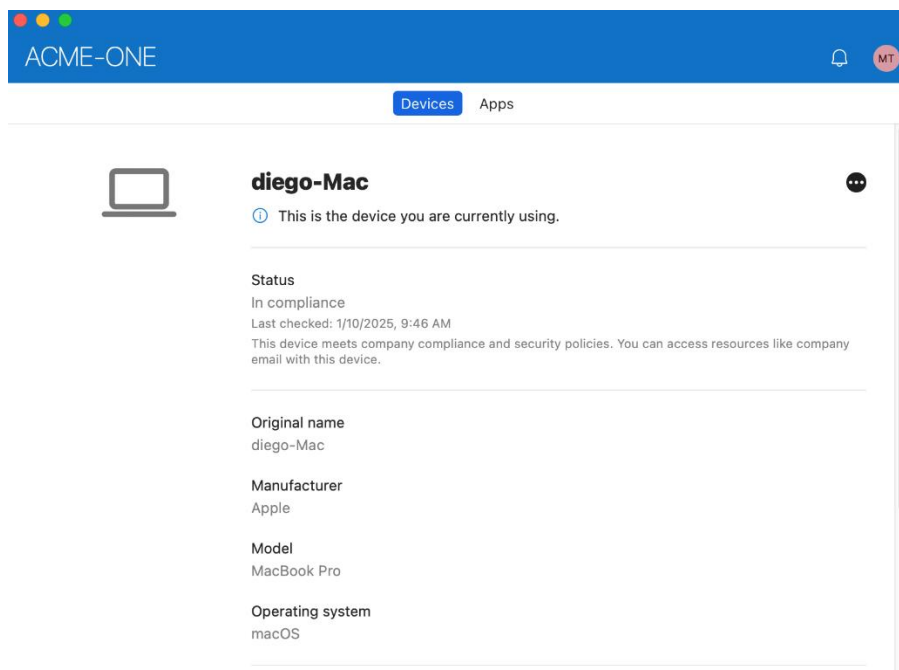 ACME-ONE
MT
Devices Apps
diego-Mac
This is the device you are currently using.
Status
In compliance
Last checked: 1/10/2025, 9:46 AM
This device meets company compliance and security policies. You can access resources like company
email with this device.
Original name
diego-Mac
Manufacturer
Apple
Model
MacBook Pro
Operating system
macOS